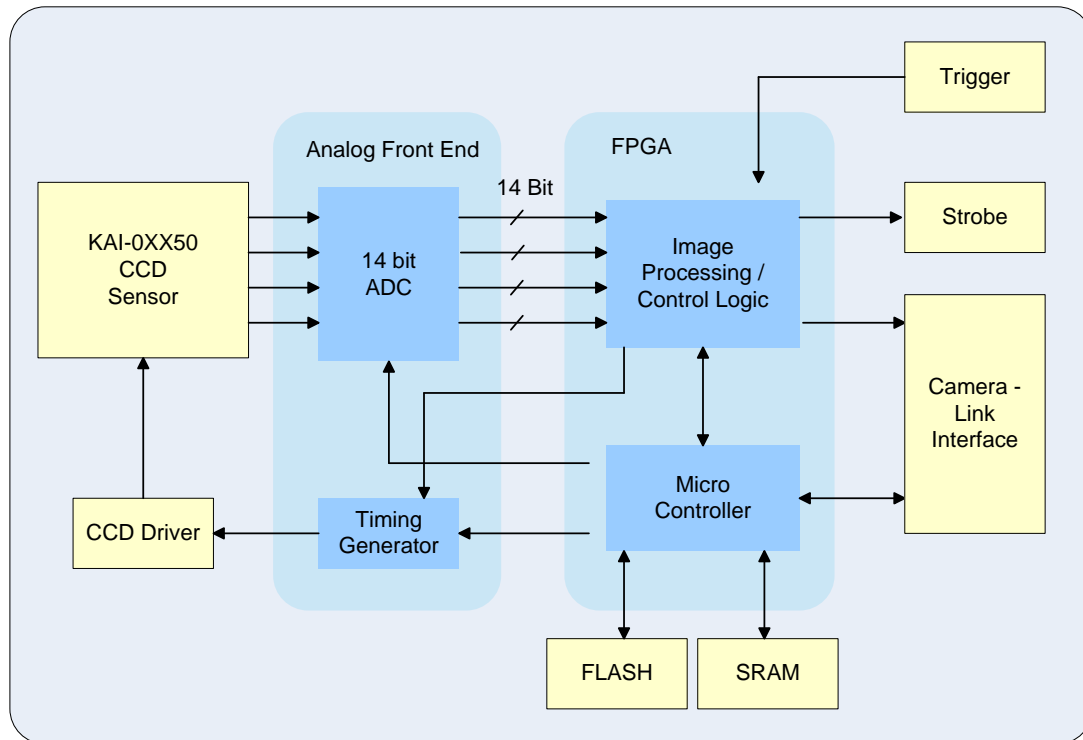 Trigger
Analog Front End
FPGA
14 Bit
KAI-0XX50
CCD
Sensor
14 bit
ADC
Image
Processing /
Control Logic
Strobe
Camera -
Link
Interface
Micro
Controller
CCD Driver
Timing
Generator
FLASH
SRAM